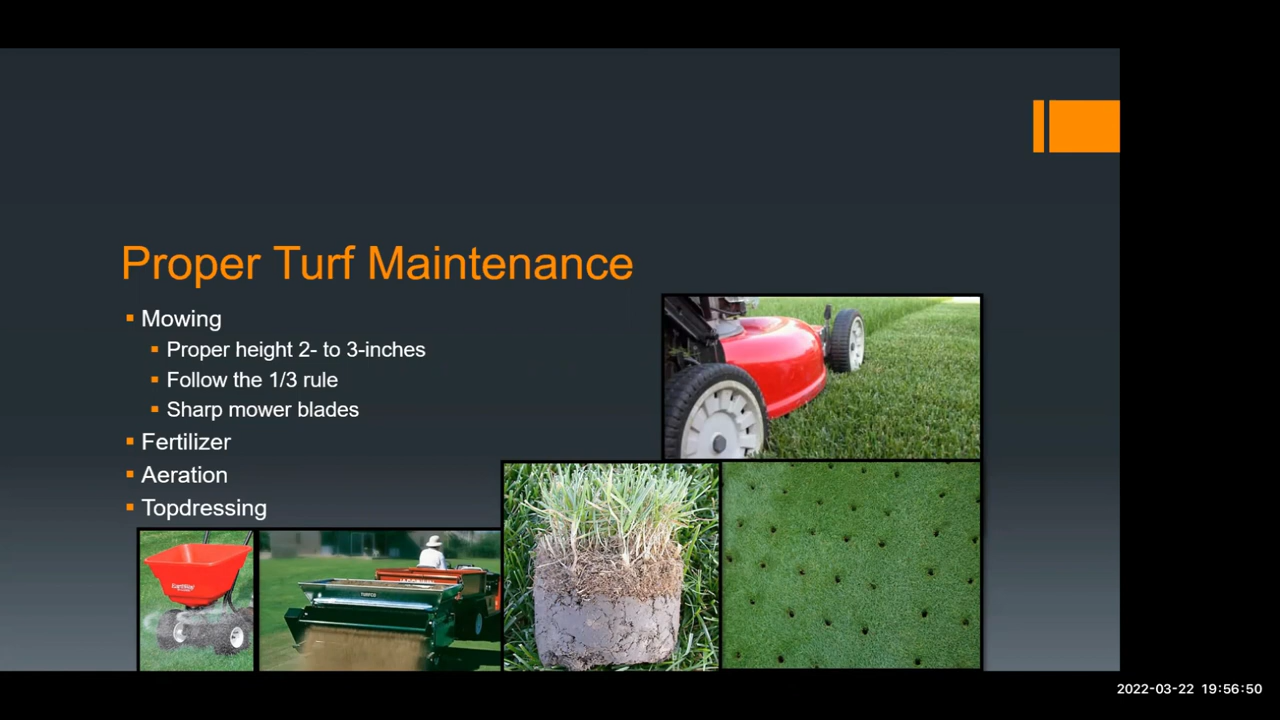 Proper Turf Maintenance
Mowing
Proper height 2- to 3-inches
Follow the 1/3 rule
Sharp mower blades
Fertilizer
Aeration
Topdressing
EarthWay
2022-03-22 19:56:50